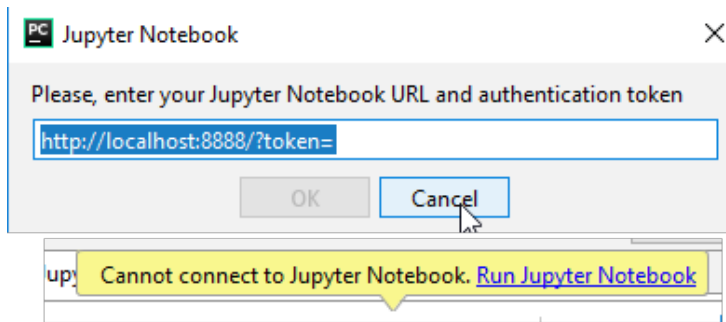 PC Jupyter Notebook
Please, enter your Jupyter Notebook URL and authentication token
http://localhost:8888/?token=
OK Cancel
Jupy Cannot connect to Jupyter Notebook. Run Jupyter Notebook